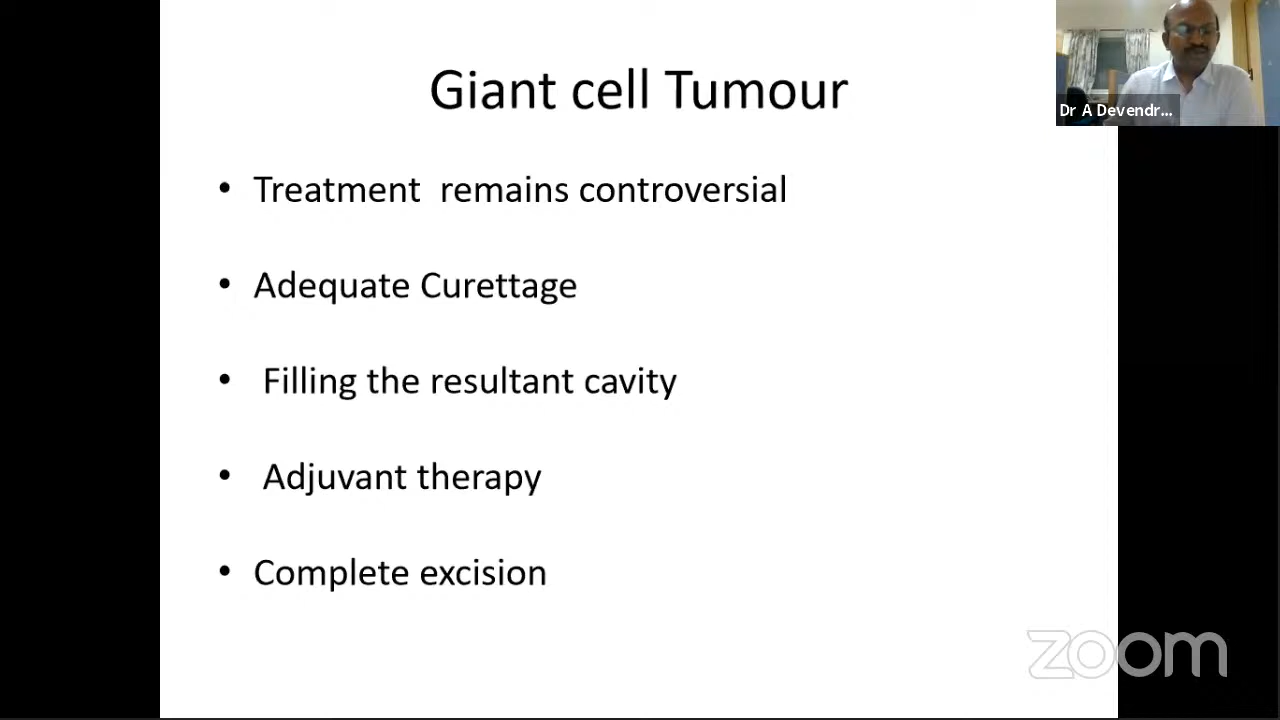 Giant cell Tumour
Dr A Devendr...
• Treatment remains controversial
• Adequate Curettage
• Filling the resultant cavity
• Adjuvant therapy
• Complete excision
zoom